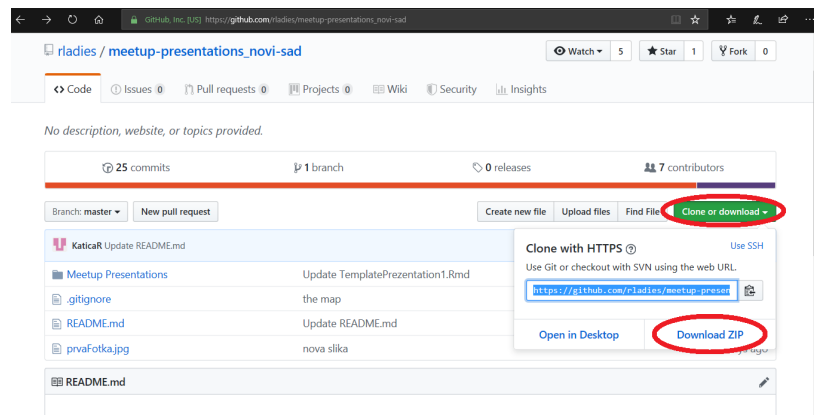 GitHub, Inc. [US] https://github.com/rladies/meetup-presentations_novi-sad
rladies / meetup-presentations_novi-sad
Watch 5 Star 1 Fork 0
Code Issues 0 Pull requests 0 Projects 0 Wiki Security Insights
No description, website, or topics provided.
25 commits 1 branch 0 releases 7 contributors
Branch: master New pull request Create new file Upload files Find File Clone or download
KaticaR Update README.md
Clone with HTTPS Use SSH
Use Git or checkout with SVN using the web URL.
https://github.com/rladies/meetup-presen
Open in Desktop Download ZIP
Meetup Presentations Update TemplatePrezentation1.Rmd
.gitignore the map
README.md Update README.md
prvaFotka.jpg nova slika ago
README.md